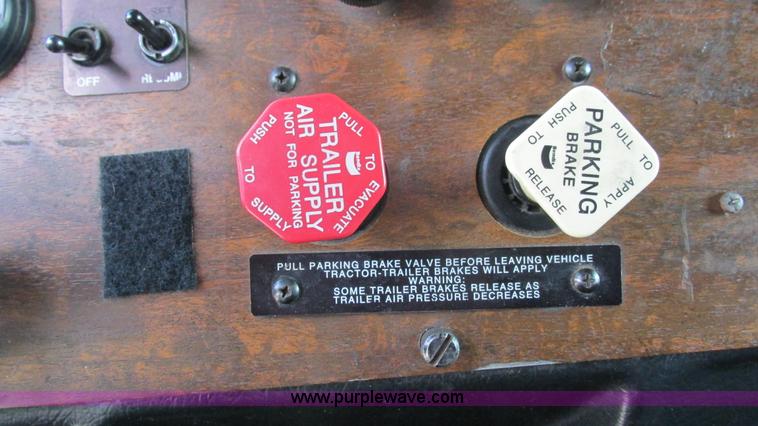 SET
OFF
PULL TO EVACUATE
TRAILER
AIR SUPPLY
NOT FOR PARKING
PUSH TO SUPPLY
PULL TO APPLY
PARKING
BRAKE
PUSH TO RELEASE
PULL PARKING BRAKE VALVE BEFORE LEAVING VEHICLE
TRACTOR-TRAILER BRAKES WILL APPLY
WARNING:
SOME TRAILER BRAKES RELEASE AS
TRAILER AIR PRESSURE DECREASES
www.purplewave.com